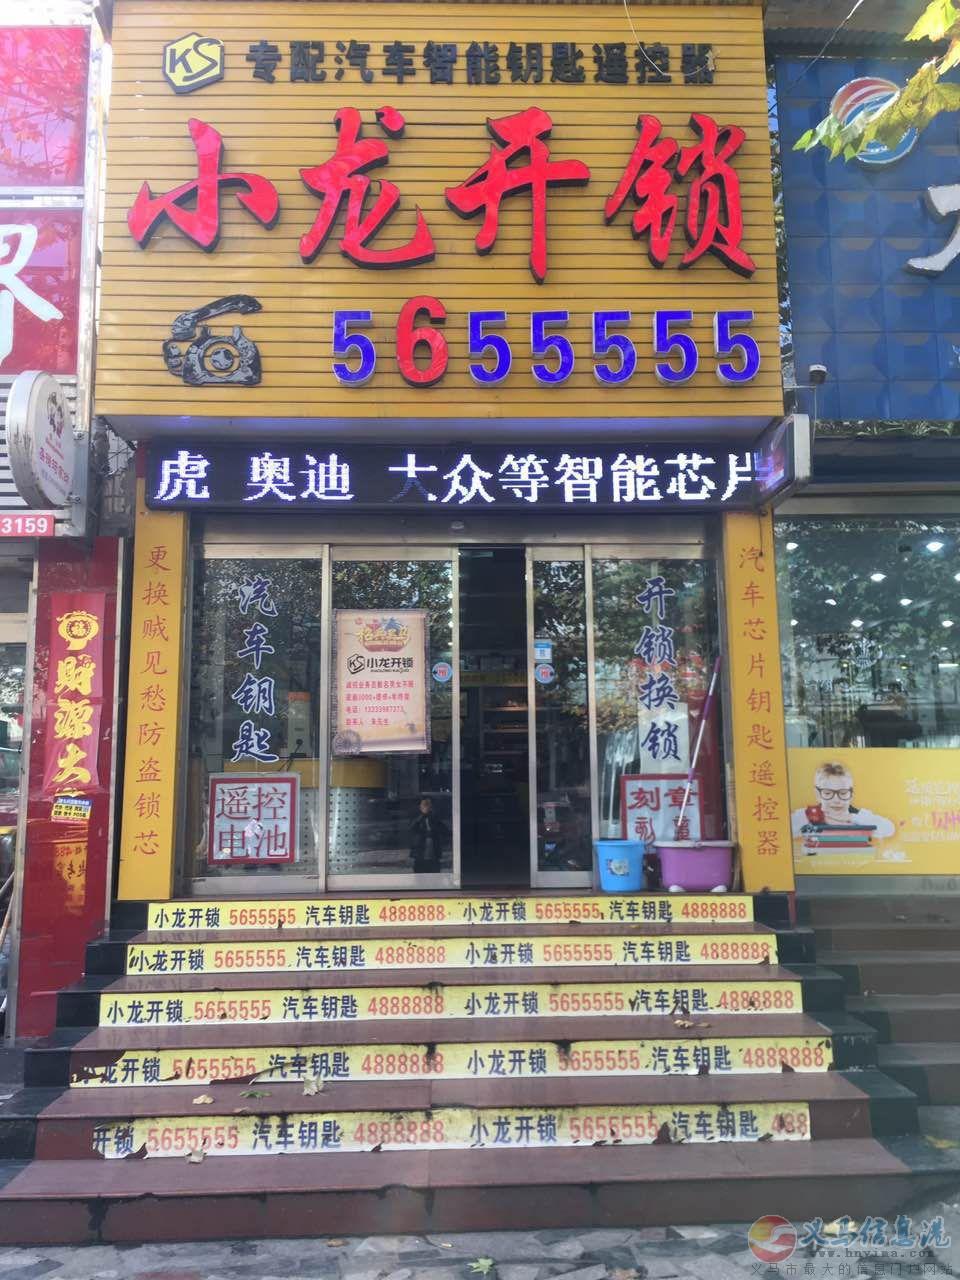 KS 专配汽车智能钥匙遥控器
小龙开锁
5655555
虎 奥迪 大众等智能芯片
3159
更换贼见愁防盗锁芯
汽车钥匙
遥控
电池
KS 小龙开锁
XIAOLONG KAISUO
电话：13233987373
开锁换锁
刻章
汽车芯片钥匙遥控器
财源大
小龙开锁 5655555 汽车钥匙 4888888 小龙开锁 5655555 汽车钥匙 4888888
小龙开锁 5655555 汽车钥匙 4888888 小龙开锁 5655555 汽车钥匙 4888888
小龙开锁 5655555 汽车钥匙 4888888 小龙开锁 5655555 汽车钥匙 4888888
小龙开锁 5655555 汽车钥匙 4888888 小龙开锁 5655555 汽车钥匙 4888888
开锁 5655555 汽车钥匙 4888888 小龙开锁 5655555 汽车钥匙 488
义马信息港
www.hnyima.com
义马市最大的信息门户网站